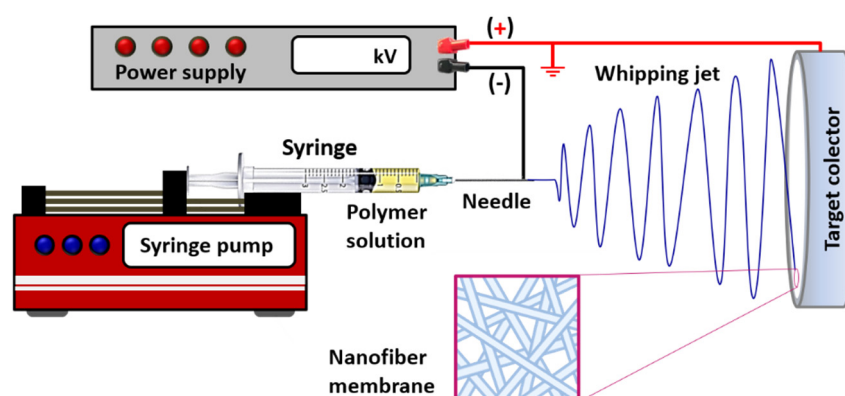 (+)
kV
Power supply
(-)
Whipping jet
Syringe
Target colector
Needle
Polymer
solution
Syringe pump
Nanofiber
membrane